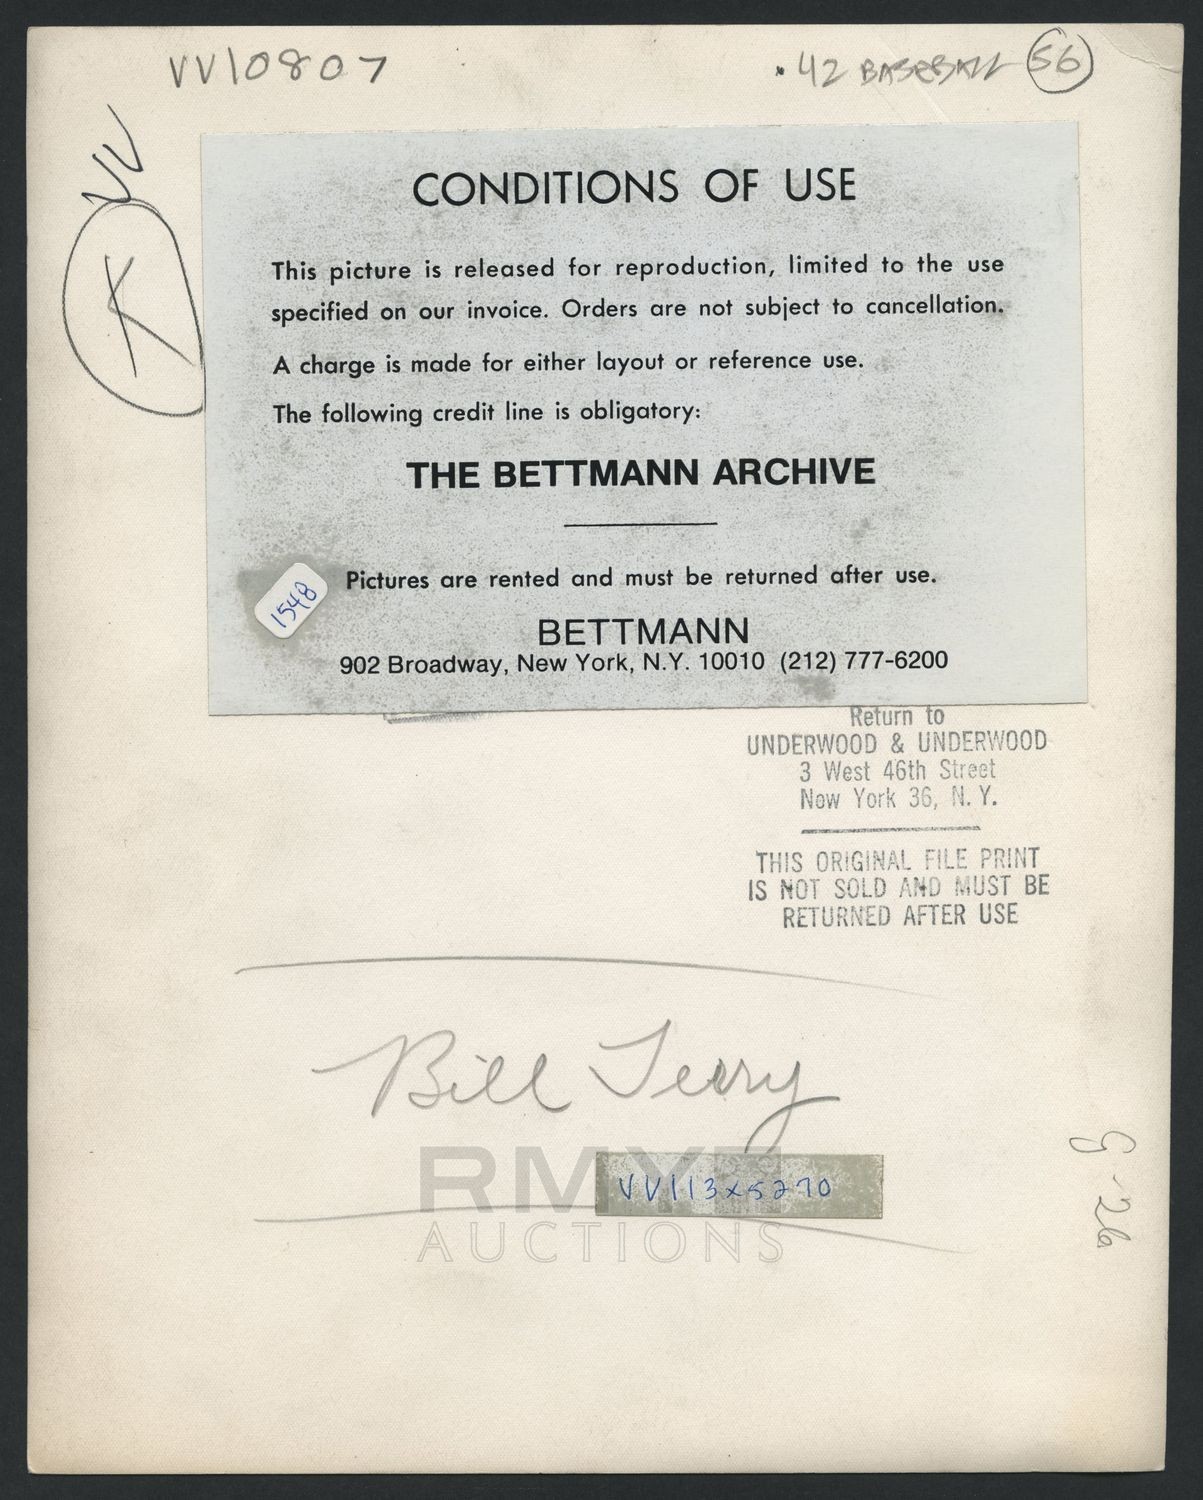 VV10807
. 42 BASEBALL 56
UU
CONDITIONS OF USE
This picture is released for reproduction, limited to the use
specified on our invoice. Orders are not subject to cancellation.
A charge is made for either layout or reference use.
The following credit line is obligatory:
THE BETTMANN ARCHIVE
Pictures are rented and must be returned after use.
1548
BETTMANN
902 Broadway, New York, N.Y. 10010 (212) 777-6200
Return to
UNDERWOOD & UNDERWOOD
3 West 46th Street
New York 36, N. Y.
THIS ORIGINAL FILE PRINT
IS NOT SOLD AND MUST BE
RETURNED AFTER USE
Bill Terry
RMYE
VV113x5270
AUCTIONS